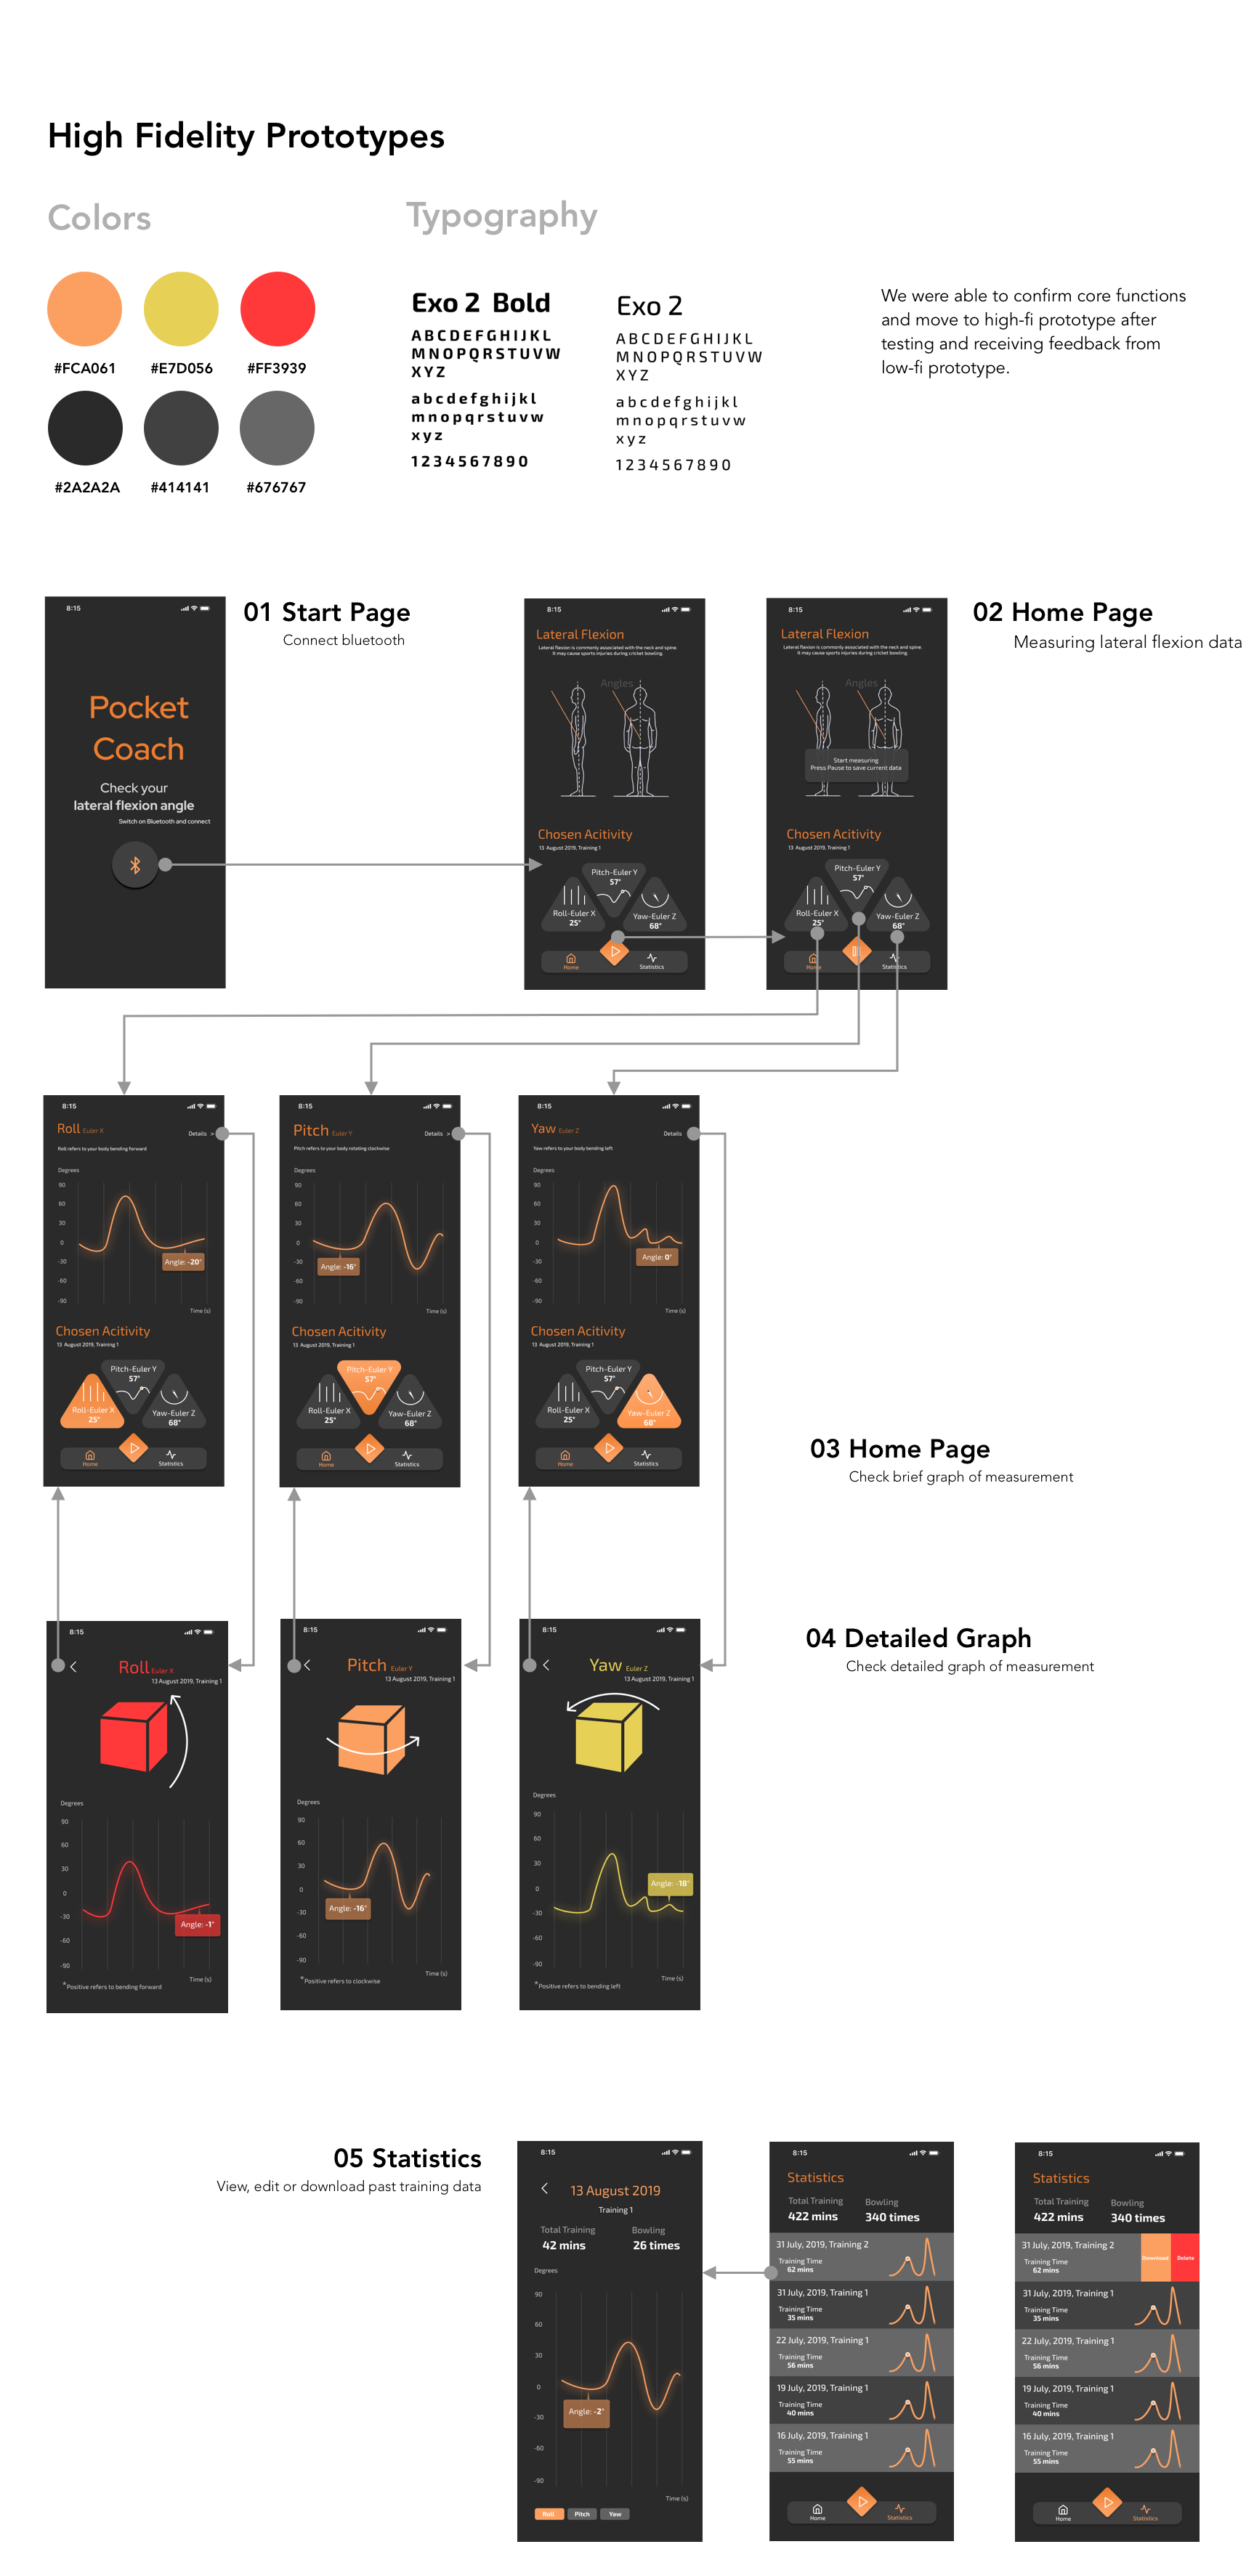 High Fidelity Prototypes
Colors
Typography
#FCA061
#E7D056
#FF3939
#2A2A2A
#414141
#676767
Exo 2 Bold
ABCDEFGHIJKL
MNOPQRSTUVW
XYZ
abcdefghijkl
mnopqrstuvw
xyz
1234567890
Exo 2
ABCDEFGHIJKL
MNOPQRSTUVW
XYZ
abcdefghijkl
mnopqrstuvw
xyz
1234567890
We were able to confirm core functions
and move to high-fi prototype after
testing and receiving feedback from
low-fi prototype.
01 Start Page
Connect bluetooth
8:15
Pocket
Coach
Check your
lateral flexion angle
Switch on Bluetooth and connect
8:15
Lateral Flexion
Lateral flexion is commonly associated with the neck and spine.
It may cause sports injuries during cricket bowling.
Angles
Chosen Acitivity
13 August 2019, Training 1
Pitch-Euler Y
57°
Roll-Euler X
25°
Yaw-Euler Z
68°
Home
Statistics
8:15
Lateral Flexion
Lateral flexion is commonly associated with the neck and spine.
It may cause sports injuries during cricket bowling.
Angles
Start measuring
Press Pause to save current data
Chosen Acitivity
13 August 2019, Training 1
Pitch-Euler Y
57°
Roll-Euler X
25°
Yaw-Euler Z
68°
Home
Statistics
02 Home Page
Measuring lateral flexion data
8:15
Roll Euler X
Details >
Roll refers to your body bending forward
Degrees
90
60
30
0
-30
-60
-90
Angle: -20°
Time (s)
Chosen Acitivity
13 August 2019, Training 1
Pitch-Euler Y
57°
Roll-Euler X
25°
Yaw-Euler Z
68°
Home
Statistics
8:15
Pitch Euler Y
Details >
Pitch refers to your body rotating clockwise
Degrees
90
60
30
0
-30
-60
-90
Angle: -16°
Time (s)
Chosen Acitivity
13 August 2019, Training 1
Pitch-Euler Y
57°
Roll-Euler X
25°
Yaw-Euler Z
68°
Home
Statistics
8:15
Yaw Euler Z
Details
Yaw refers to your body bending left
Degrees
90
60
30
0
-30
-60
-90
Angle: 0°
Time (s)
Chosen Acitivity
13 August 2019, Training 1
Pitch-Euler Y
57°
Roll-Euler X
25°
Yaw-Euler Z
68°
Home
Statistics
03 Home Page
Check brief graph of measurement
8:15
Roll Euler X
13 August 2019, Training 1
Degrees
90
60
30
0
-30
-60
-90
Angle: -1°
Time (s)
*Positive refers to bending forward
8:15
Pitch Euler Y
13 August 2019, Training 1
Degrees
90
60
30
0
-30
-60
-90
Angle: -16°
Time (s)
*Positive refers to clockwise
8:15
Yaw Euler Z
13 August 2019, Training 1
Degrees
90
60
30
0
-30
-60
-90
Angle: -18°
Time (s)
*Positive refers to bending left
04 Detailed Graph
Check detailed graph of measurement
05 Statistics
View, edit or download past training data
8:15
13 August 2019
Training 1
Total Training
42 mins
Bowling
26 times
Degrees
90
60
30
0
-30
-60
-90
Angle: -2°
Time (s)
Roll
Pitch
Yaw
8:15
Statistics
Total Training
422 mins
Bowling
340 times
31 July, 2019, Training 2
Training Time
62 mins
31 July, 2019, Training 1
Training Time
35 mins
22 July, 2019, Training 1
Training Time
56 mins
19 July, 2019, Training 1
Training Time
40 mins
16 July, 2019, Training 1
Training Time
55 mins
Home
Statistics
8:15
Statistics
Total Training
422 mins
Bowling
340 times
31 July, 2019, Training 2
Training Time
62 mins
Download
Delete
31 July, 2019, Training 1
Training Time
35 mins
22 July, 2019, Training 1
Training Time
56 mins
19 July, 2019, Training 1
Training Time
40 mins
16 July, 2019, Training 1
Training Time
55 mins
Home
Statistics